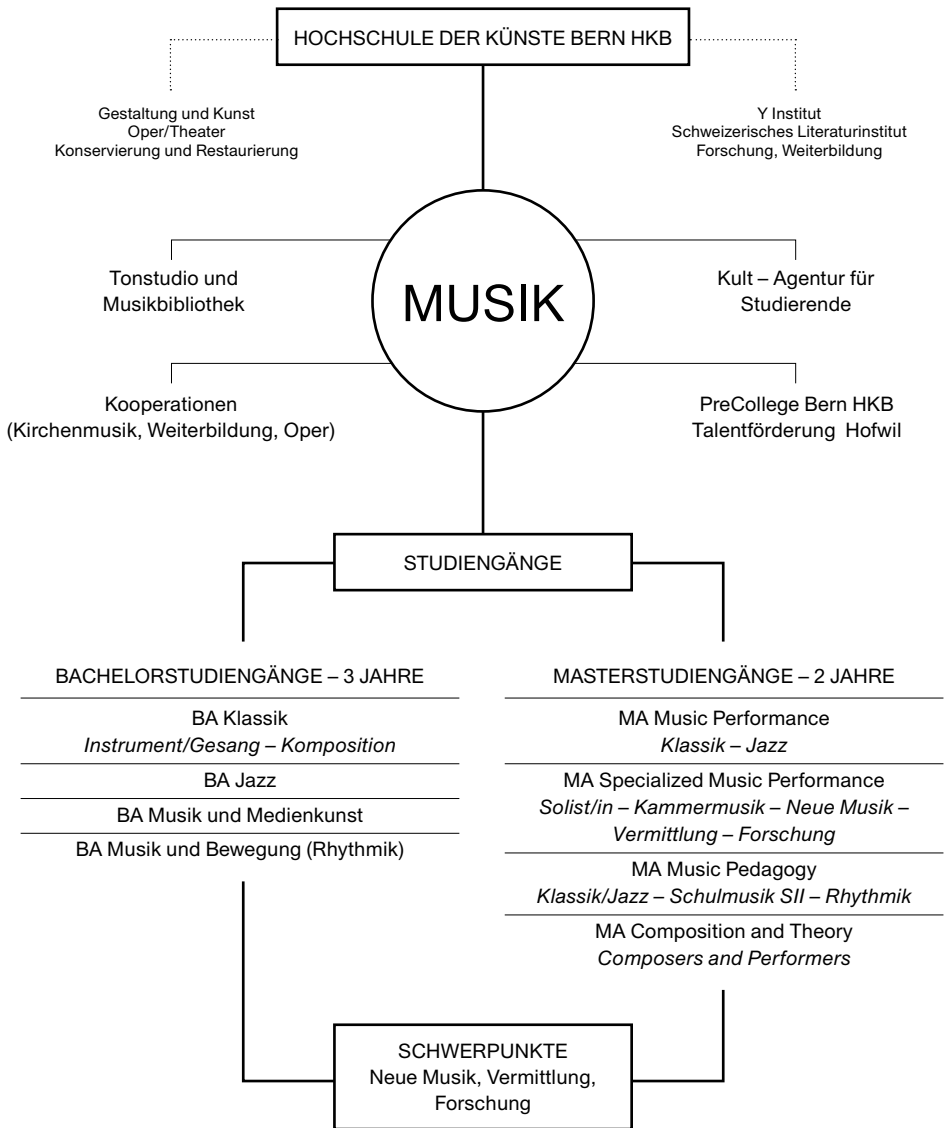 HOCHSCHULE DER KÜNSTE BERN HKB
Gestaltung und Kunst
Oper/Theater
Konservierung und Restaurierung
Y Institut
Schweizerisches Literaturinstitut
Forschung, Weiterbildung
Tonstudio und
Musikbibliothek
MUSIK
Kult – Agentur für
Studierende
Kooperationen
(Kirchenmusik, Weiterbildung, Oper)
PreCollege Bern HKB
Talentförderung Hofwil
STUDIENGÄNGE
BACHELORSTUDIENGÄNGE – 3 JAHRE
BA Klassik
Instrument/Gesang – Komposition
BA Jazz
BA Musik und Medienkunst
BA Musik und Bewegung (Rhythmik)
MASTERSTUDIENGÄNGE – 2 JAHRE
MA Music Performance
Klassik – Jazz
MA Specialized Music Performance
Solist/in – Kammermusik – Neue Musik –
Vermittlung – Forschung
MA Music Pedagogy
Klassik/Jazz – Schulmusik SII – Rhythmik
MA Composition and Theory
Composers and Performers
SCHWERPUNKTE
Neue Musik, Vermittlung,
Forschung